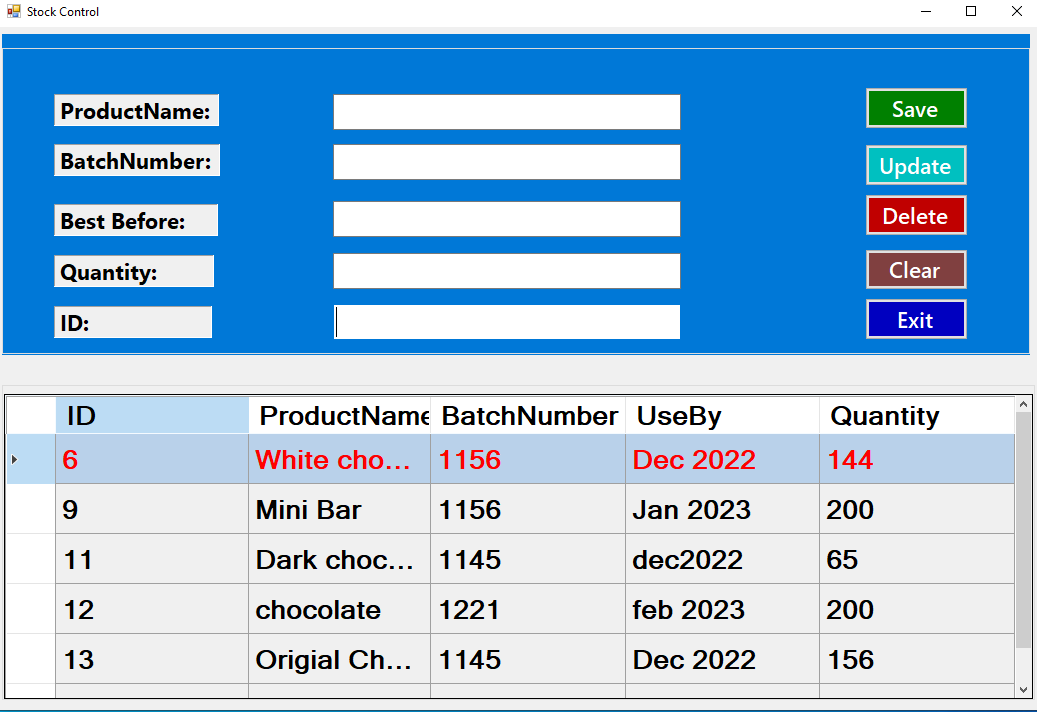 Stock Control
ProductName:
Save
BatchNumber:
Update
Best Before:
Delete
Quantity:
Clear
ID:
Exit
ID ProductName BatchNumber UseBy Quantity
6 White cho... 1156 Dec 2022 144
9 Mini Bar 1156 Jan 2023 200
11 Dark choc... 1145 dec2022 65
12 chocolate 1221 feb 2023 200
13 Origial Ch... 1145 Dec 2022 156